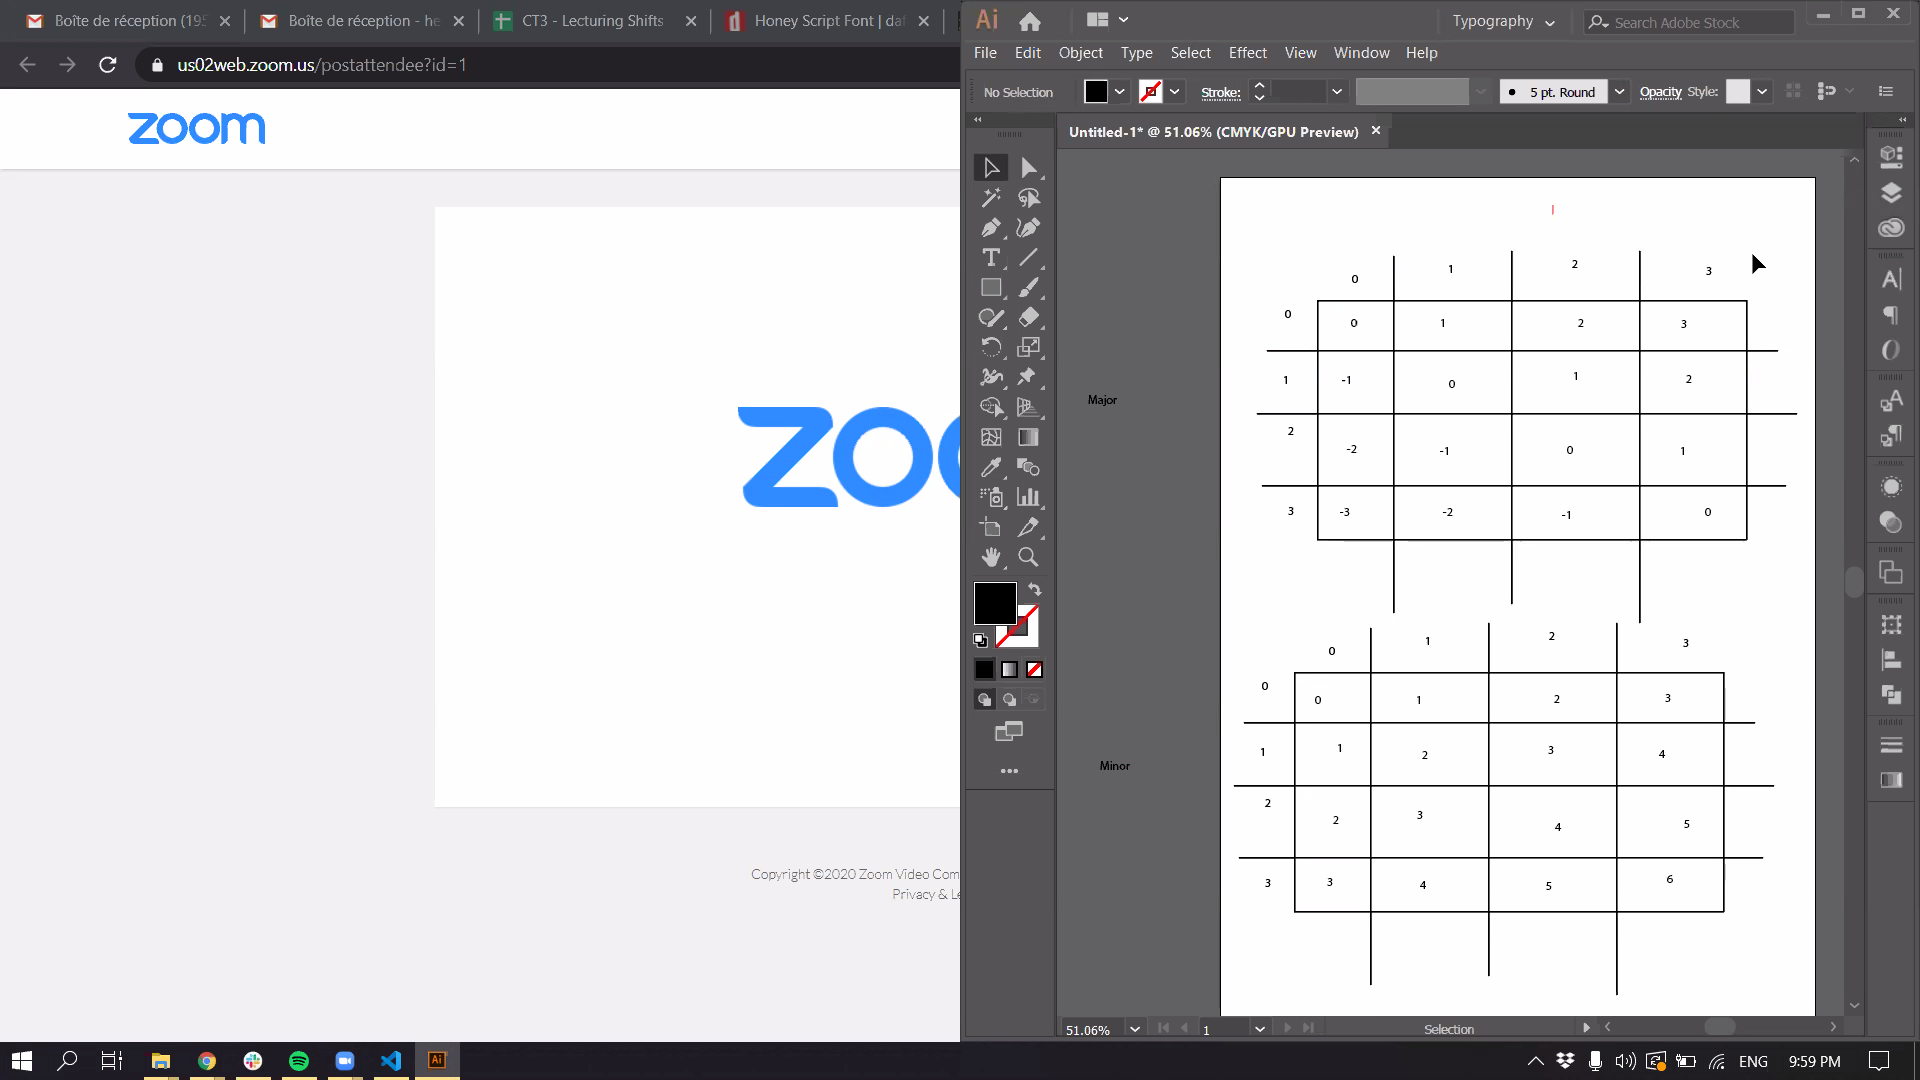 Boîte de réception (195
Boîte de réception - he
CT3 - Lecturing Shifts
Honey Script Font | daf
us02web.zoom.us/postattendee?id=1
zoom
zoo
Copyright ©2020 Zoom Video Com
Privacy & Le
Ai
Typography
Search Adobe Stock
File Edit Object Type Select Effect View Window Help
No Selection
Stroke:
5 pt. Round
Opacity Style:
Untitled-1* @ 51.06% (CMYK/GPU Preview)
0 1 2 3
0 0 1 2 3
1 -1 0 1 2
Major
2 -2 -1 0 1
3 -3 -2 -1 0
0 1 2 3
0 0 1 2 3
1 1 2 3 4
Minor
2 2 3 4 5
3 3 4 5 6
51.06%
1
Selection
Ai
ENG
9:59 PM